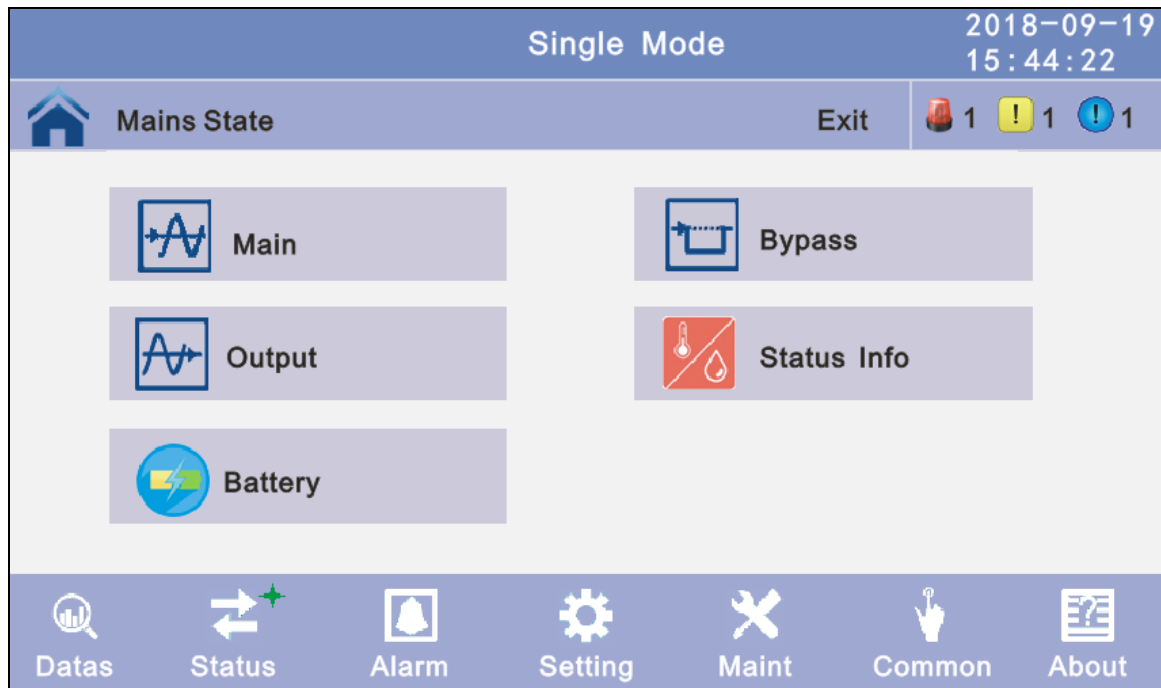 Single Mode
2018-09-19
15:44:22
Mains State
Exit
1
! 1
! 1
Main
Bypass
Output
Status Info
Battery
Datas
Status
Alarm
Setting
Maint
Common
?
About